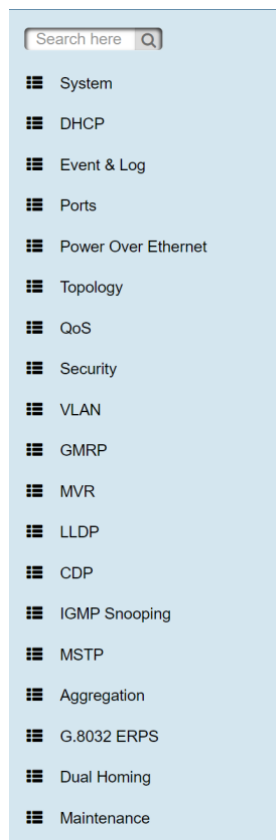 Search here
System
DHCP
Event & Log
Ports
Power Over Ethernet
Topology
QoS
Security
VLAN
GMRP
MVR
LLDP
CDP
IGMP Snooping
MSTP
Aggregation
G.8032 ERPS
Dual Homing
Maintenance